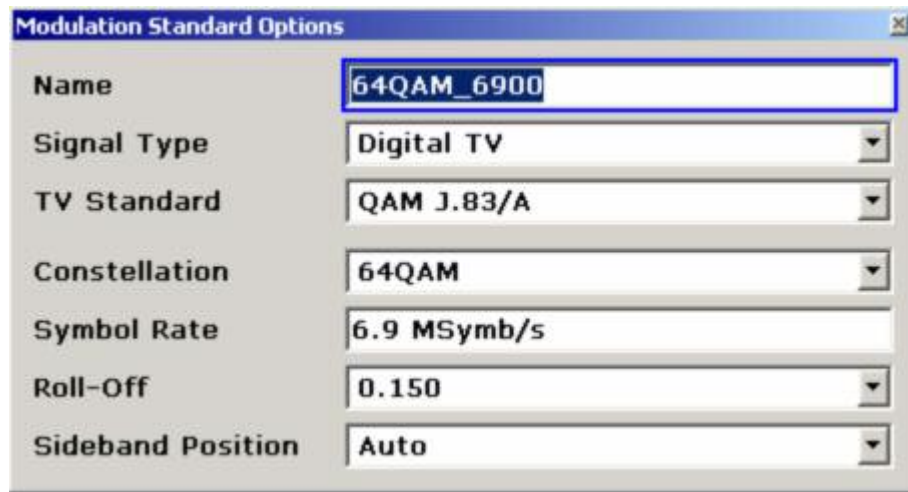 Modulation Standard Options
Name 64QAM_6900
Signal Type Digital TV
TV Standard QAM J.83/A
Constellation 64QAM
Symbol Rate 6.9 MSymb/s
Roll-Off 0.150
Sideband Position Auto